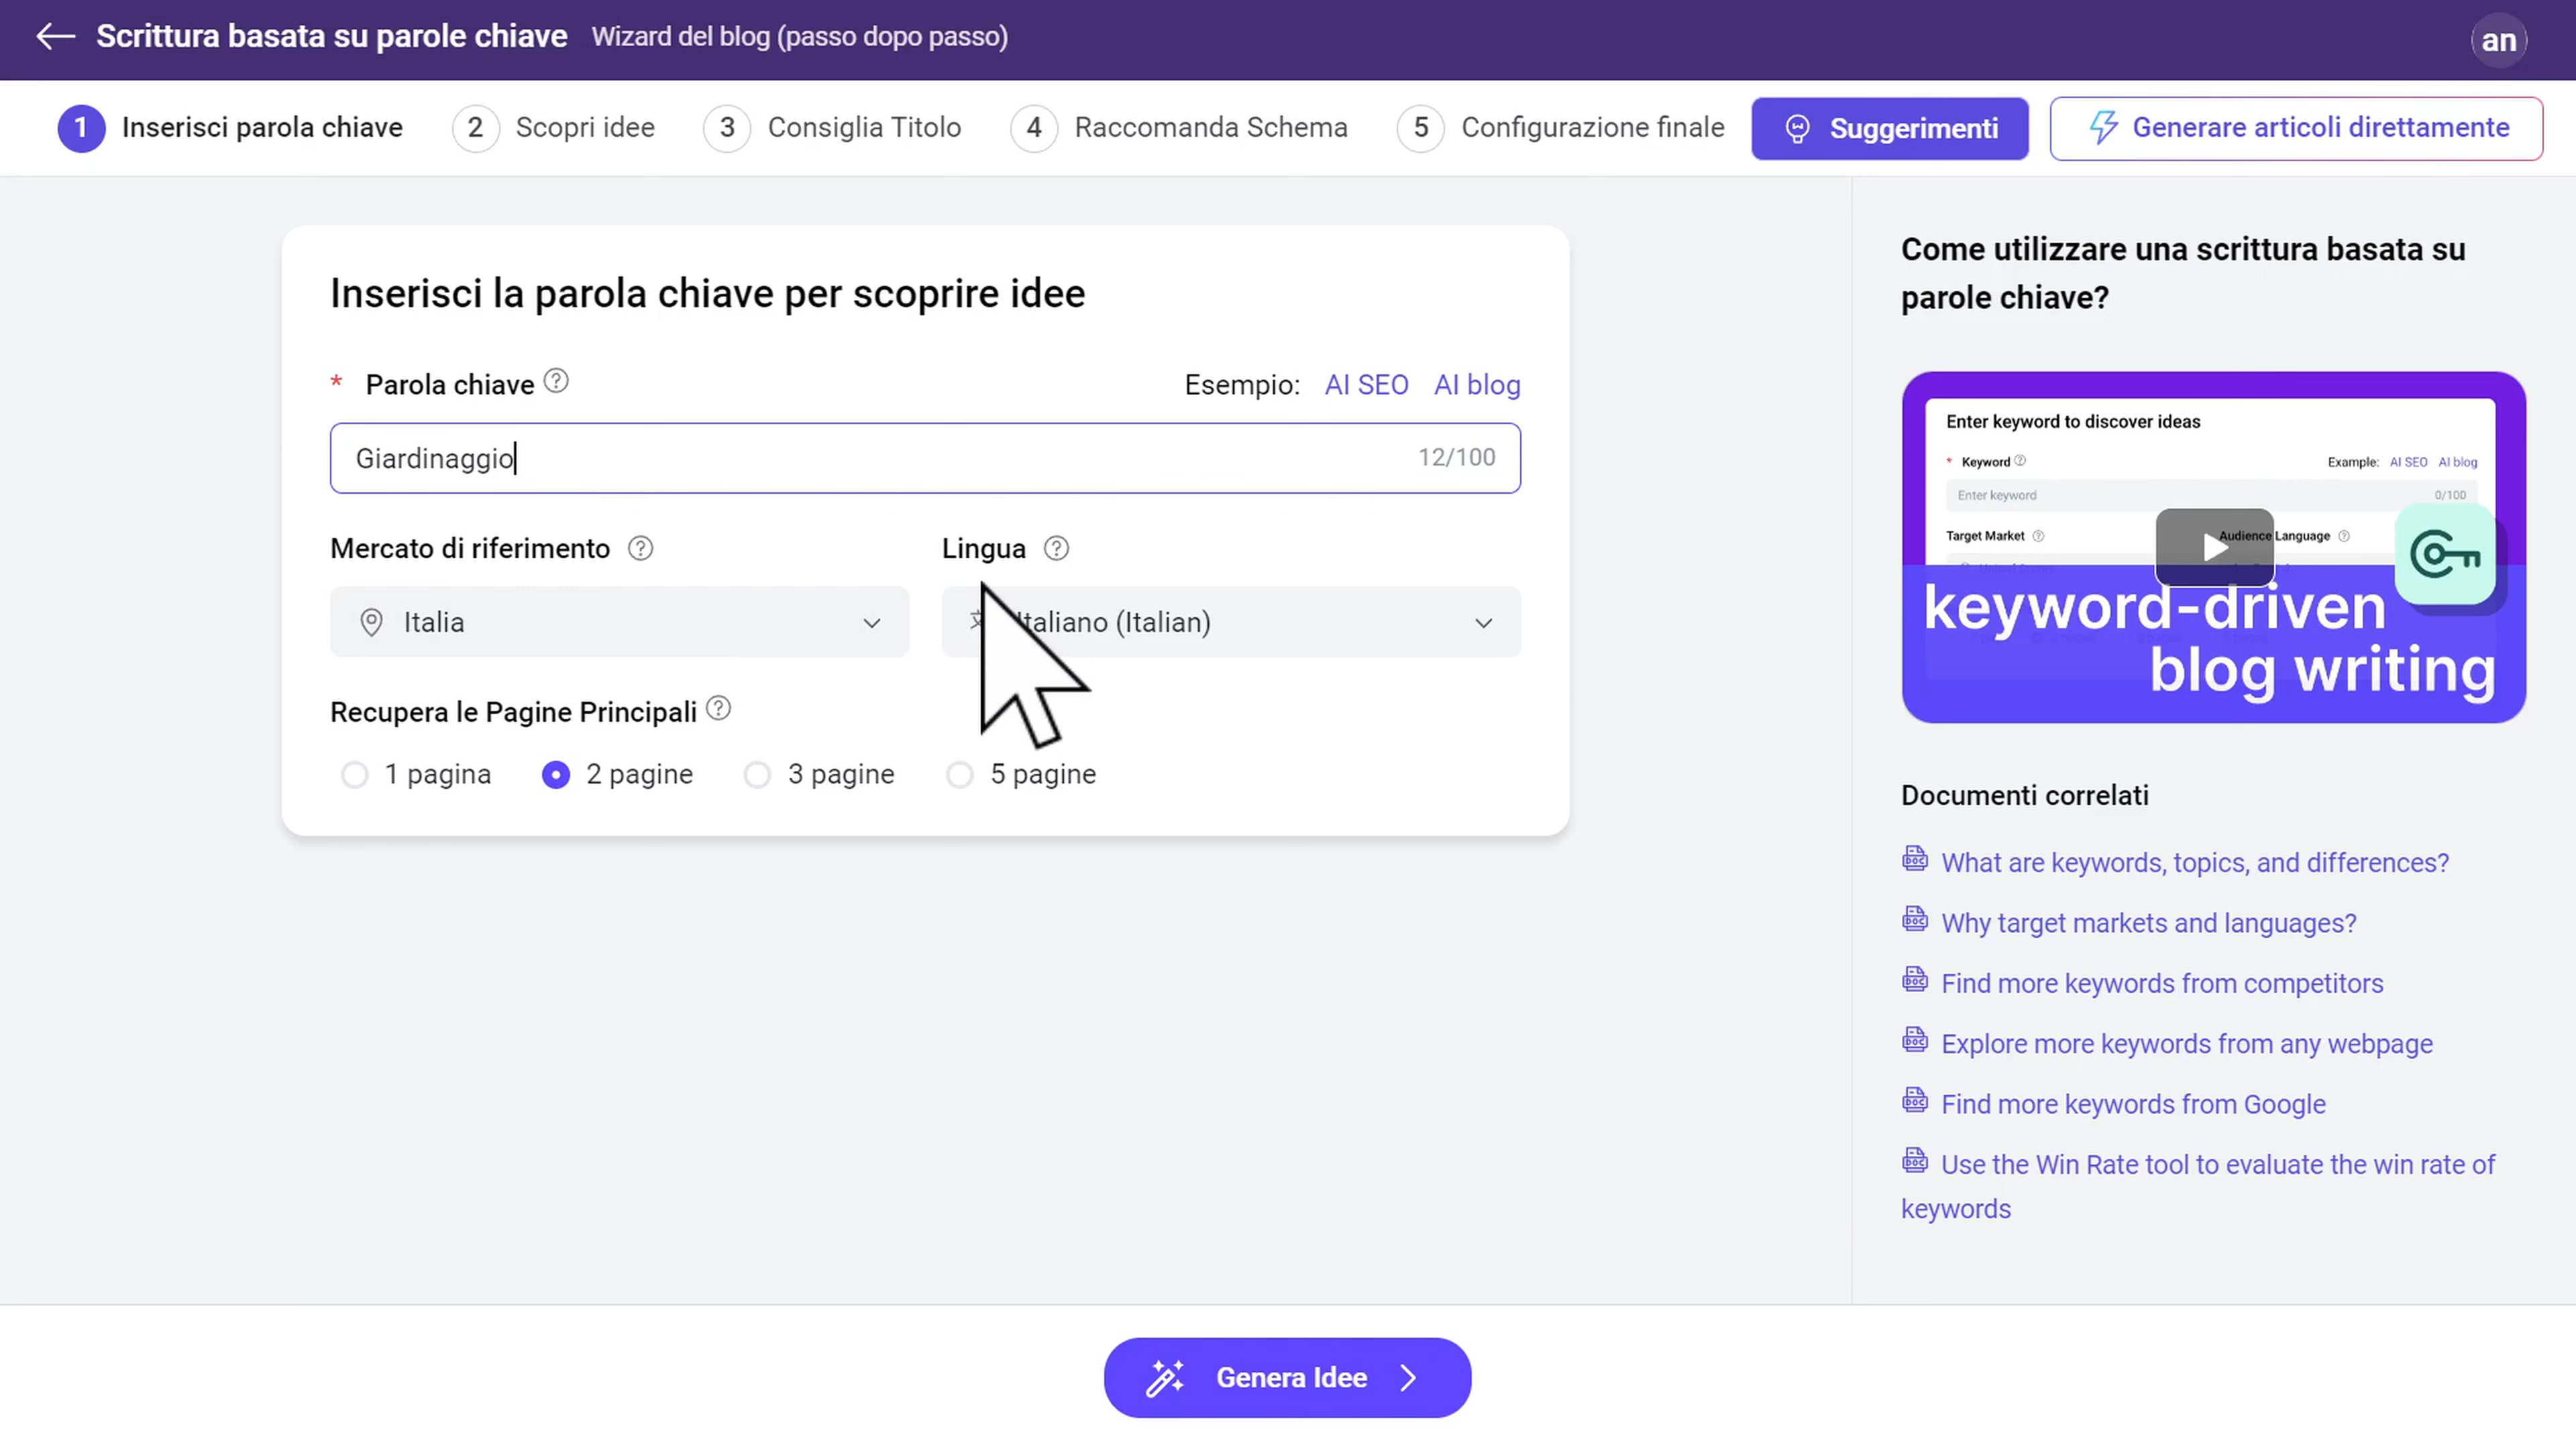 Scrittura basata su parole chiave Wizard del blog (passo dopo passo) an
1 Inserisci parola chiave 2 Scopri idee 3 Consiglia Titolo 4 Raccomanda Schema 5 Configurazione finale Suggerimenti Generare articoli direttamente
Inserisci la parola chiave per scoprire idee
* Parola chiave ? Esempio: AI SEO AI blog
Giardinaggio 12/100
Mercato di riferimento ? Lingua ?
Italia Italiano (Italian)
Recupera le Pagine Principali ?
1 pagina 2 pagine 3 pagine 5 pagine
Come utilizzare una scrittura basata su
parole chiave?
Enter keyword to discover ideas
* Keyword ? Example: AI SEO AI blog
Enter keyword 0/100
Target Market ? Audience Language ?
keyword-driven
blog writing
Documenti correlati
DOC What are keywords, topics, and differences?
DOC Why target markets and languages?
DOC Find more keywords from competitors
DOC Explore more keywords from any webpage
DOC Find more keywords from Google
DOC Use the Win Rate tool to evaluate the win rate of
keywords
Genera Idee